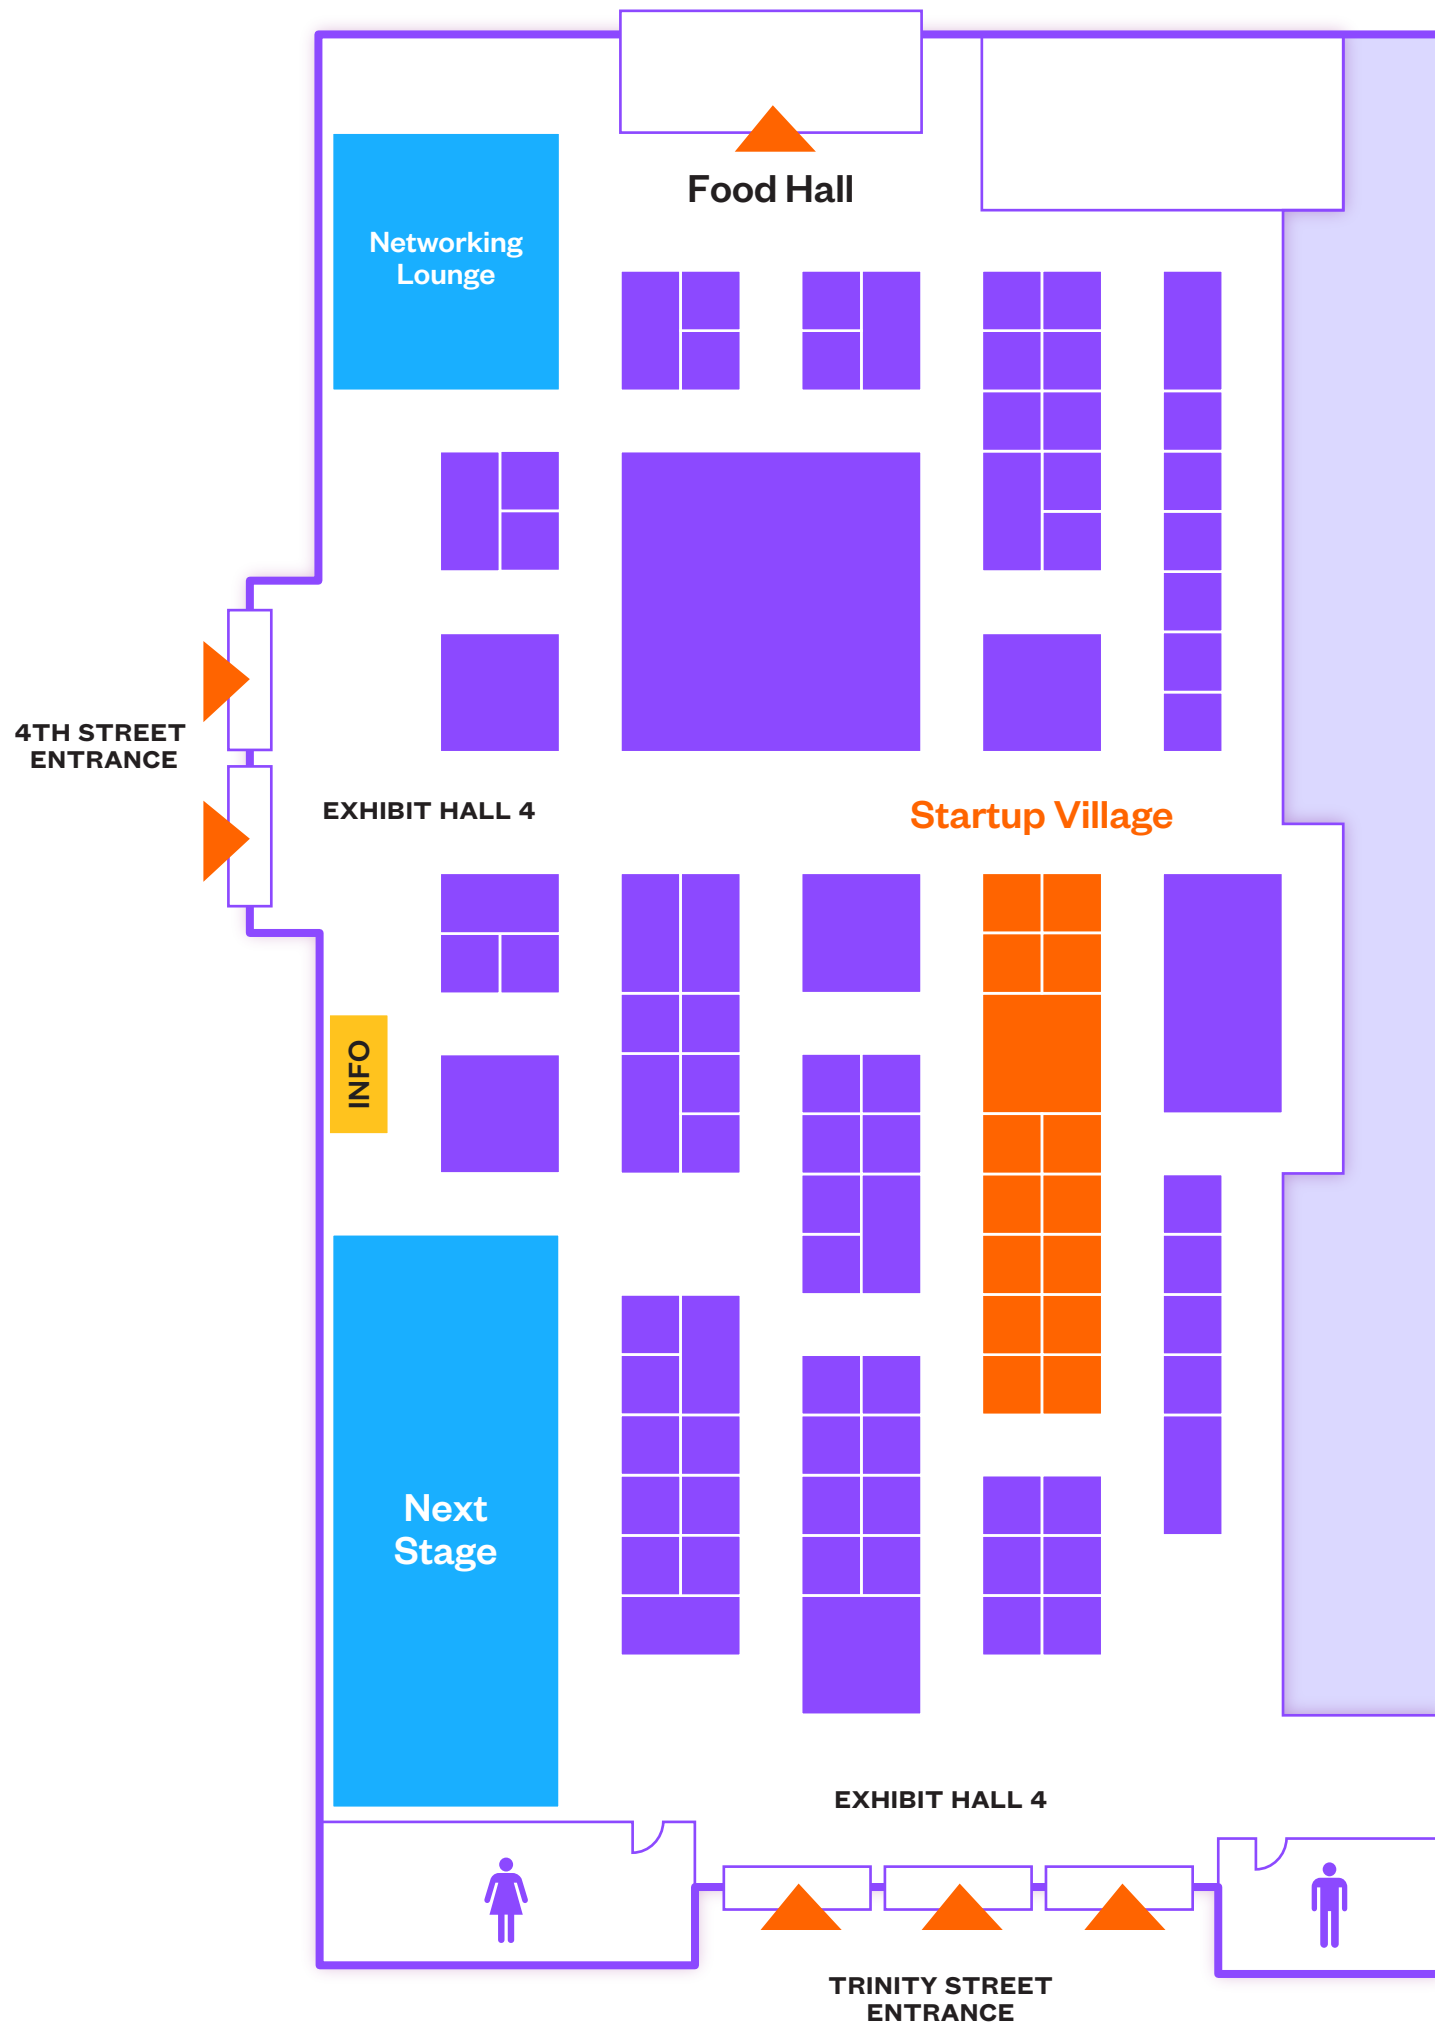 Food Hall
Networking
Lounge
4TH STREET
ENTRANCE
EXHIBIT HALL 4
Startup Village
INFO
Next
Stage
EXHIBIT HALL 4
TRINITY STREET
ENTRANCE